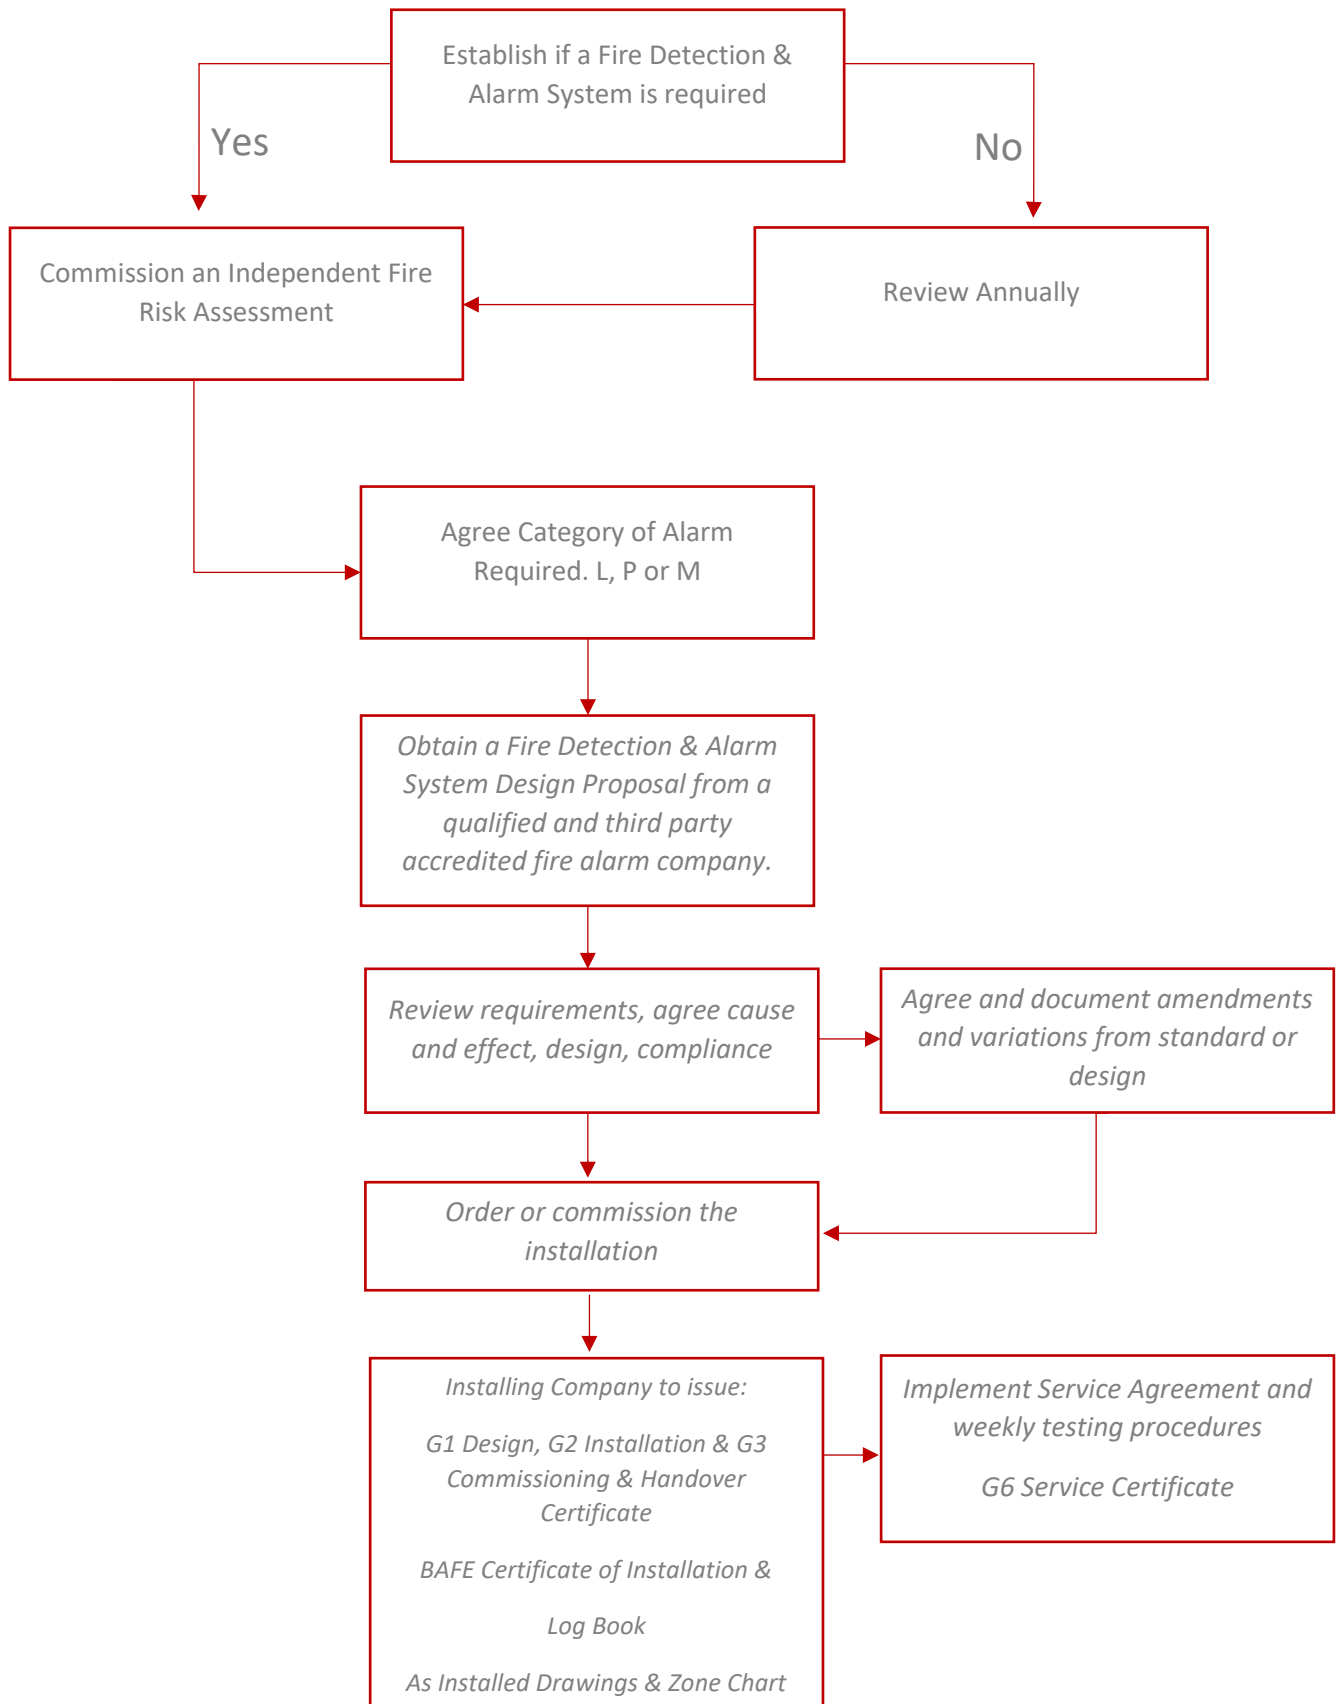 Establish if a Fire Detection &
Alarm System is required
Yes
No
Commission an Independent Fire
Risk Assessment
Review Annually
Agree Category of Alarm
Required. L, P or M
Obtain a Fire Detection & Alarm
System Design Proposal from a
qualified and third party
accredited fire alarm company.
Review requirements, agree cause
and effect, design, compliance
Agree and document amendments
and variations from standard or
design
Order or commission the
installation
Installing Company to issue:
G1 Design, G2 Installation & G3
Commissioning & Handover
Certificate
BAFE Certificate of Installation &
Log Book
As Installed Drawings & Zone Chart
Implement Service Agreement and
weekly testing procedures
G6 Service Certificate